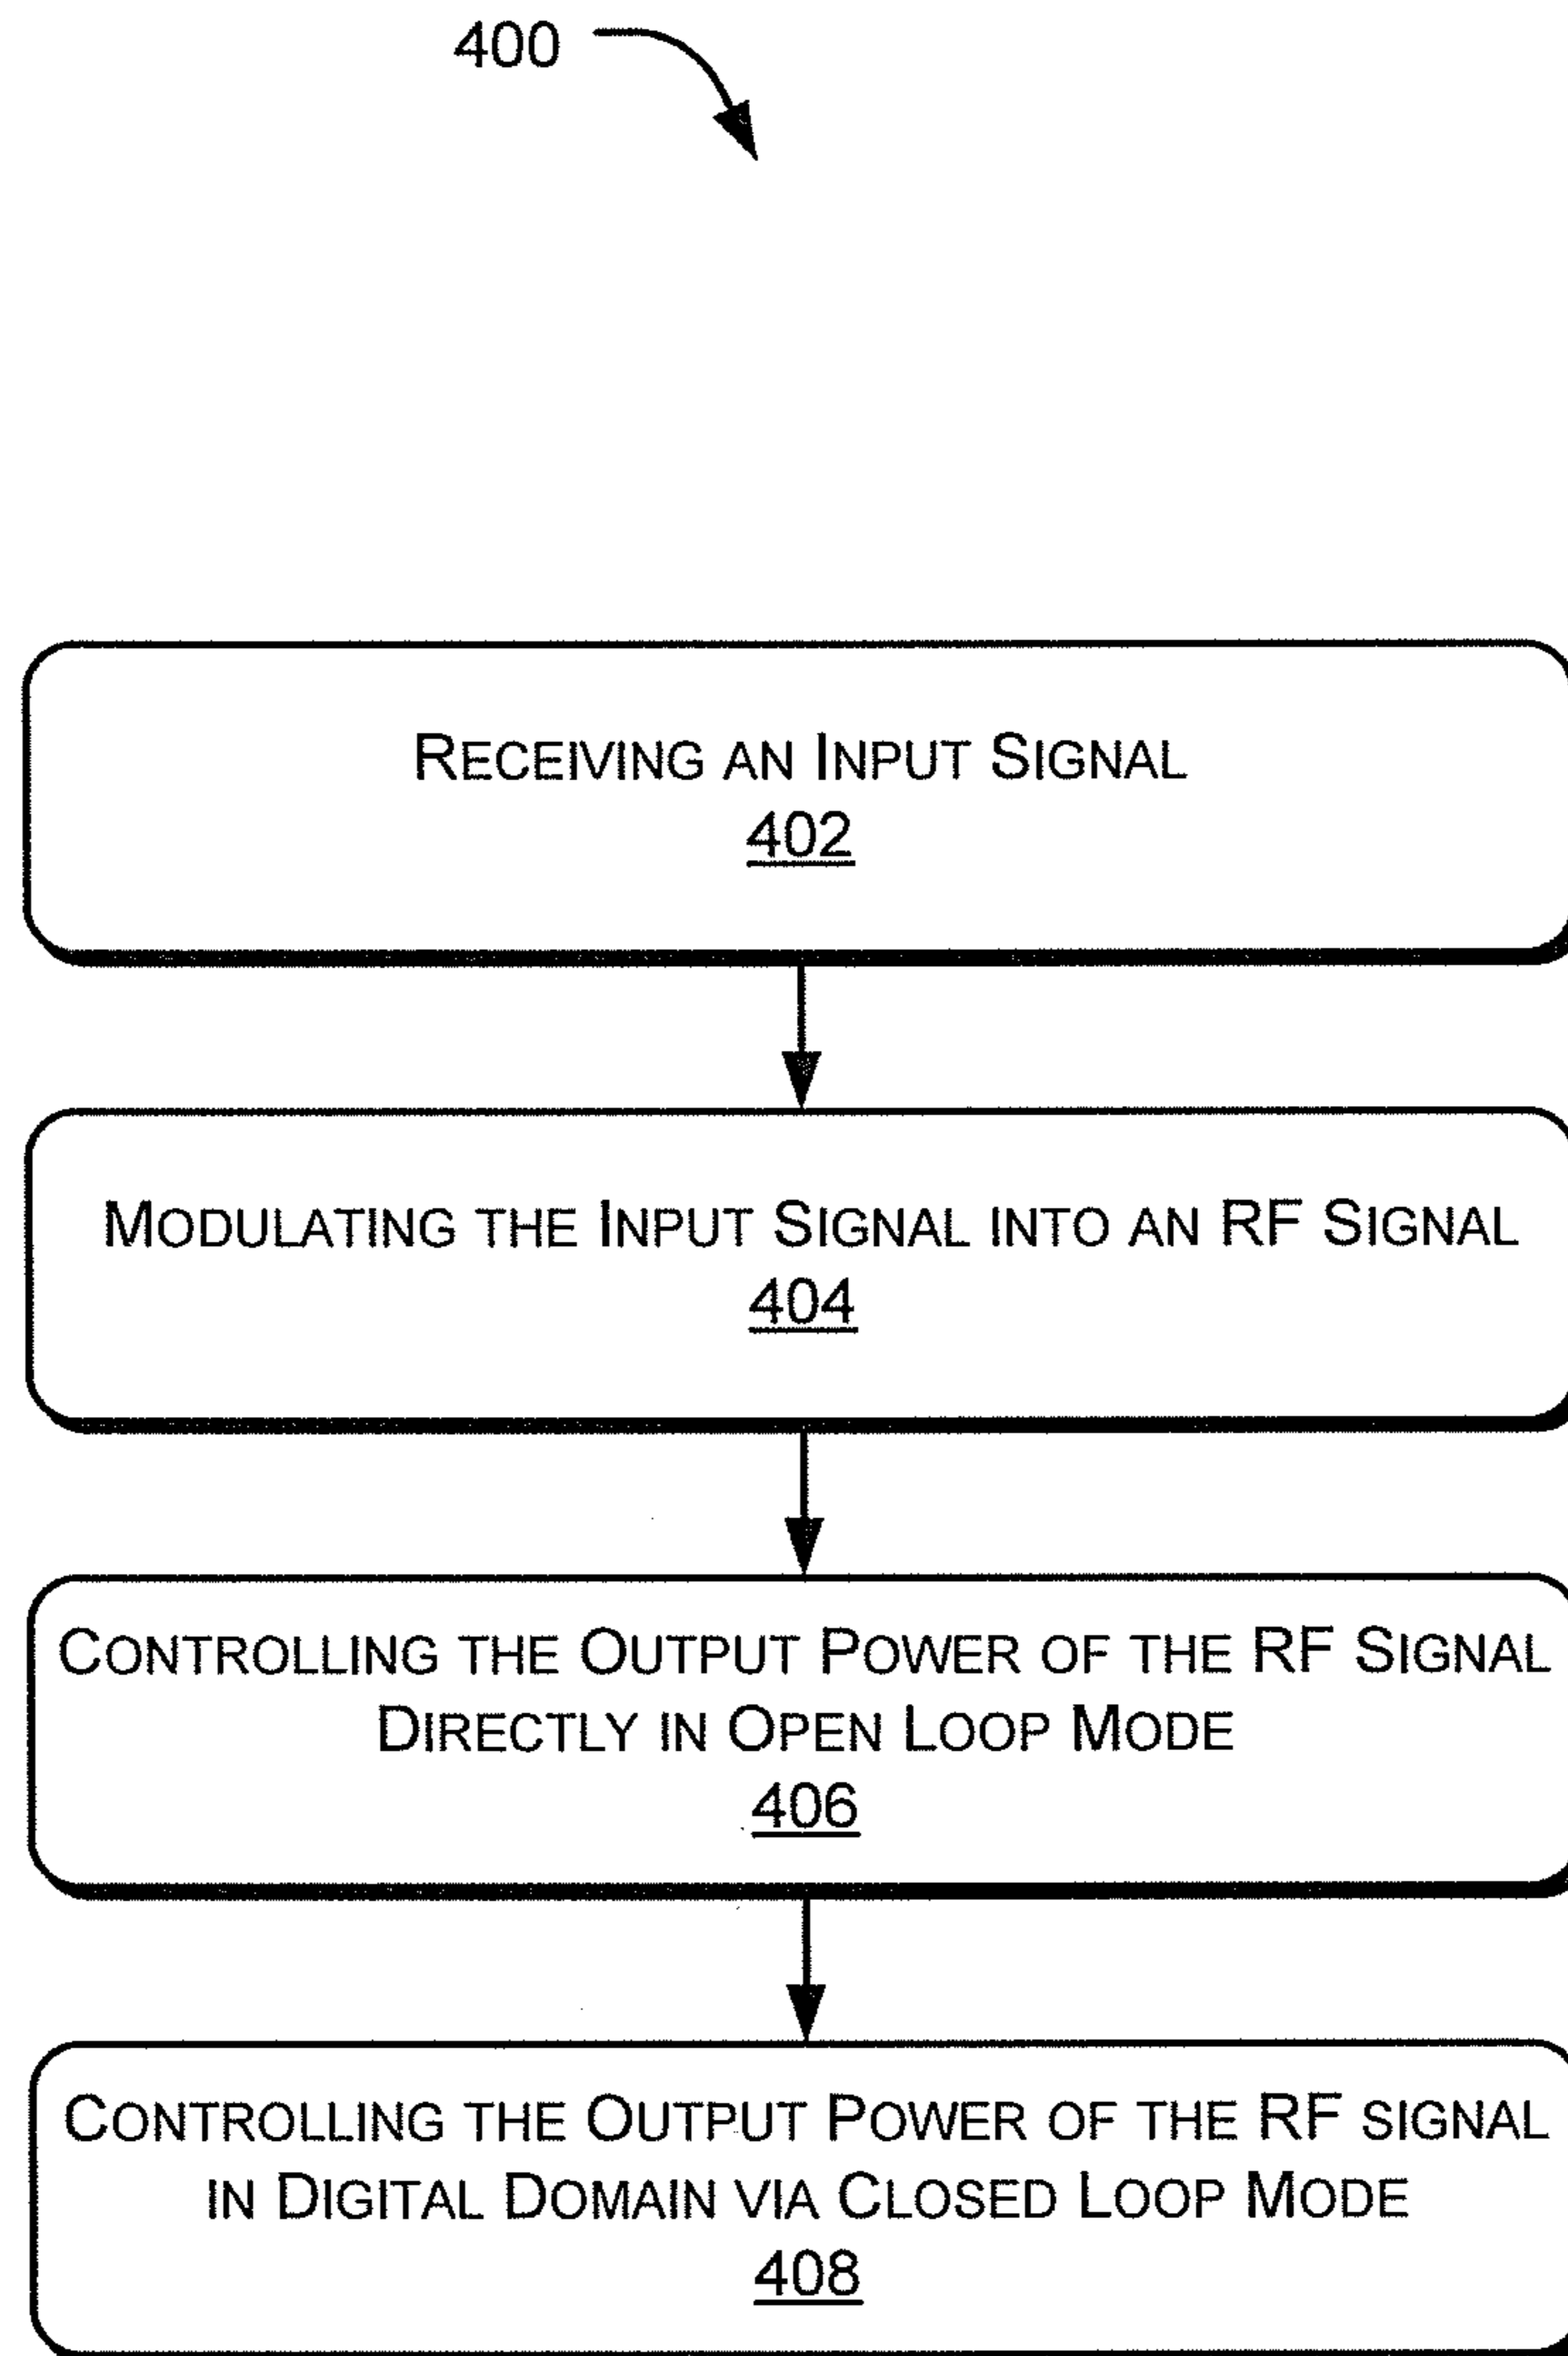 400
RECEIVING AN INPUT SIGNAL
402
MODULATING THE INPUT SIGNAL INTO AN RF SIGNAL
404
CONTROLLING THE OUTPUT POWER OF THE RF SIGNAL
DIRECTLY IN OPEN LOOP MODE
406
CONTROLLING THE OUTPUT POWER OF THE RF SIGNAL
IN DIGITAL DOMAIN VIA CLOSED LOOP MODE
408